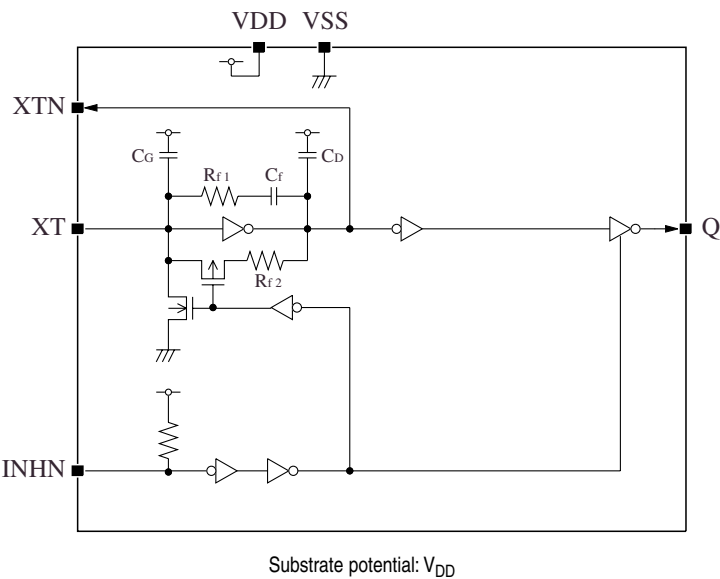 VDD VSS
XTN
CG CD
Rf1 Cf
XT Q
Rf2
INHN
Substrate potential: VDD